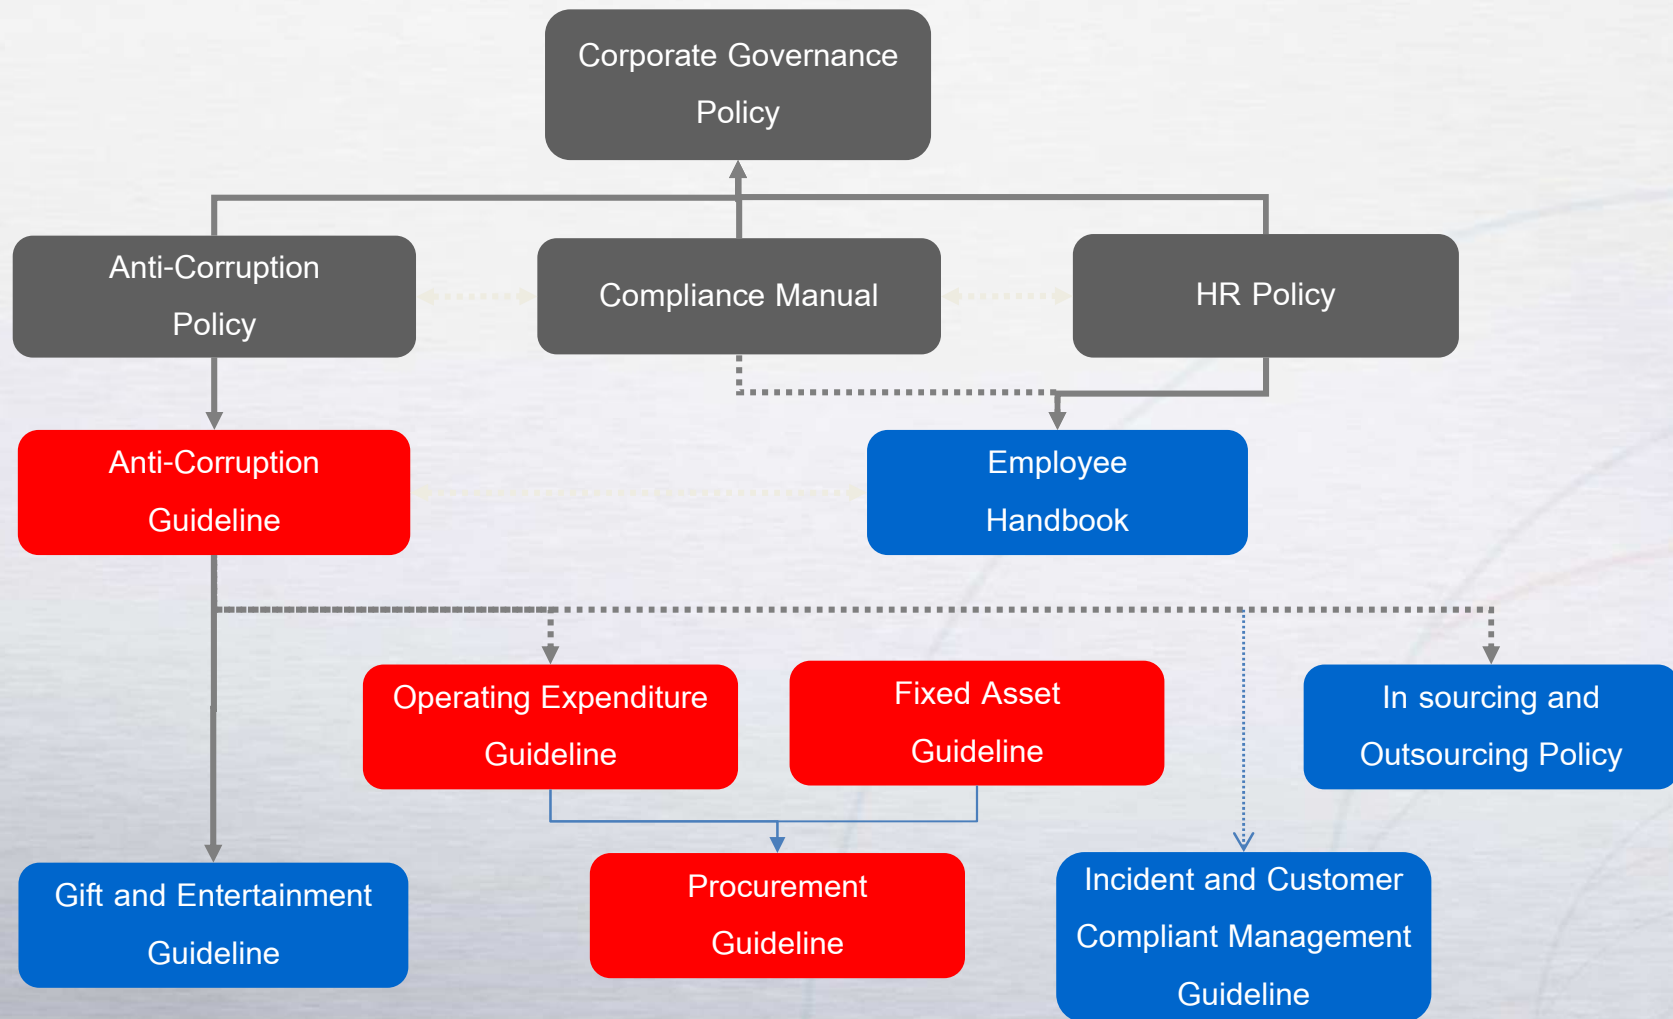 Corporate Governance
Policy
Anti-Corruption
Policy
Compliance Manual
HR Policy
Anti-Corruption
Guideline
Employee
Handbook
Operating Expenditure
Guideline
Fixed Asset
Guideline
In sourcing and
Outsourcing Policy
Gift and Entertainment
Guideline
Procurement
Guideline
Incident and Customer
Compliant Management
Guideline